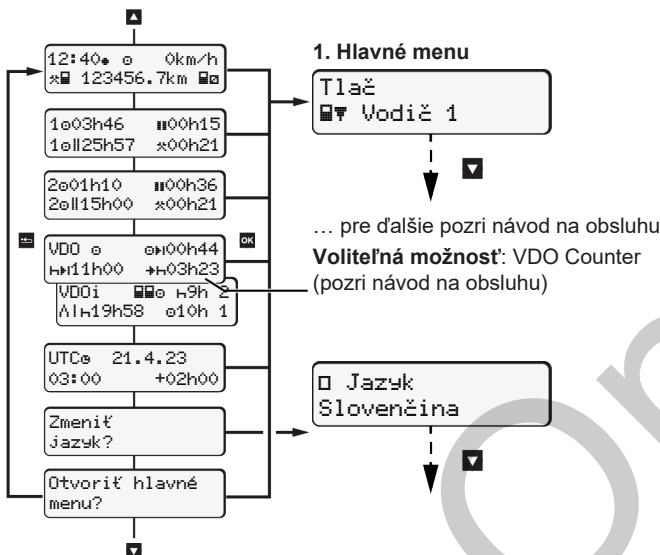 12:40 0km/h
123456.7km
1 03h46 00h15
1 25h57 00h21
2 01h10 00h36
2 15h00 00h21
VDO 00h44
11h00 03h23
VDOi 9h 2
19h58 10h 1
UTC 21.4.23
03:00 +02h00
Zmeniť
jazyk?
Otvoriť hlavné
menu?
OK
1. Hlavné menu
Tlač
Vodič 1
… pre ďalšie pozri návod na obsluhu
Voliteľná možnosť: VDO Counter
(pozri návod na obsluhu)
Jazyk
Slovenčina